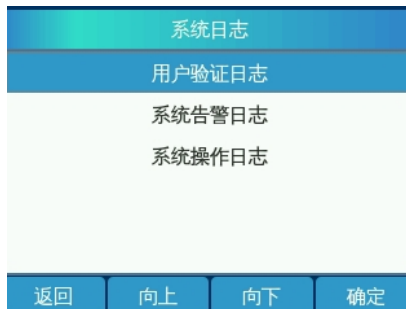 系统日志
用户验证日志
系统告警日志
系统操作日志
返回 向上 向下 确定